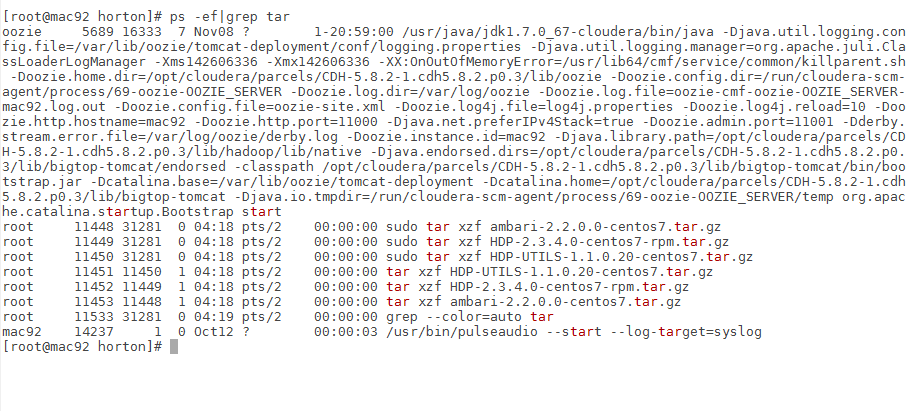 [root@mac92 horton]# ps -ef|grep tar
oozie     5689 16333  7 Nov08 ?        1-20:59:00 /usr/java/jdk1.7.0_67-cloudera/bin/java -Djava.util.logging.con
fig.file=/var/lib/oozie/tomcat-deployment/conf/logging.properties -Djava.util.logging.manager=org.apache.juli.Cla
ssLoaderLogManager -Xms142606336 -Xmx142606336 -XX:OnOutOfMemoryError=/usr/lib64/cmf/service/common/killparent.sh
 -Doozie.home.dir=/opt/cloudera/parcels/CDH-5.8.2-1.cdh5.8.2.p0.3/lib/oozie -Doozie.config.dir=/run/cloudera-scm-
agent/process/69-oozie-OOZIE_SERVER -Doozie.log.dir=/var/log/oozie -Doozie.log.file=oozie-cmf-oozie-OOZIE_SERVER-
mac92.log.out -Doozie.config.file=oozie-site.xml -Doozie.log4j.file=log4j.properties -Doozie.log4j.reload=10 -Doo
zie.http.hostname=mac92 -Doozie.http.port=11000 -Djava.net.preferIPv4Stack=true -Doozie.admin.port=11001 -Dderby.
stream.error.file=/var/log/oozie/derby.log -Doozie.instance.id=mac92 -Djava.library.path=/opt/cloudera/parcels/CD
H-5.8.2-1.cdh5.8.2.p0.3/lib/hadoop/lib/native -Djava.endorsed.dirs=/opt/cloudera/parcels/CDH-5.8.2-1.cdh5.8.2.p0.
3/lib/bigtop-tomcat/endorsed -classpath /opt/cloudera/parcels/CDH-5.8.2-1.cdh5.8.2.p0.3/lib/bigtop-tomcat/bin/boo
tstrap.jar -Dcatalina.base=/var/lib/oozie/tomcat-deployment -Dcatalina.home=/opt/cloudera/parcels/CDH-5.8.2-1.cdh
5.8.2.p0.3/lib/bigtop-tomcat -Djava.io.tmpdir=/run/cloudera-scm-agent/process/69-oozie-OOZIE_SERVER/temp org.apac
he.catalina.startup.Bootstrap start
root     11448 31281  0 04:18 pts/2    00:00:00 sudo tar xzf ambari-2.2.0.0-centos7.tar.gz
root     11449 31281  0 04:18 pts/2    00:00:00 sudo tar xzf HDP-2.3.4.0-centos7-rpm.tar.gz
root     11450 31281  0 04:18 pts/2    00:00:00 sudo tar xzf HDP-UTILS-1.1.0.20-centos7.tar.gz
root     11451 11450  1 04:18 pts/2    00:00:00 tar xzf HDP-UTILS-1.1.0.20-centos7.tar.gz
root     11452 11449  1 04:18 pts/2    00:00:00 tar xzf HDP-2.3.4.0-centos7-rpm.tar.gz
root     11453 11448  1 04:18 pts/2    00:00:00 tar xzf ambari-2.2.0.0-centos7.tar.gz
root     11533 31281  0 04:19 pts/2    00:00:00 grep --color=auto tar
mac92    14237     1  0 Oct12 ?        00:00:03 /usr/bin/pulseaudio --start --log-target=syslog
[root@mac92 horton]#